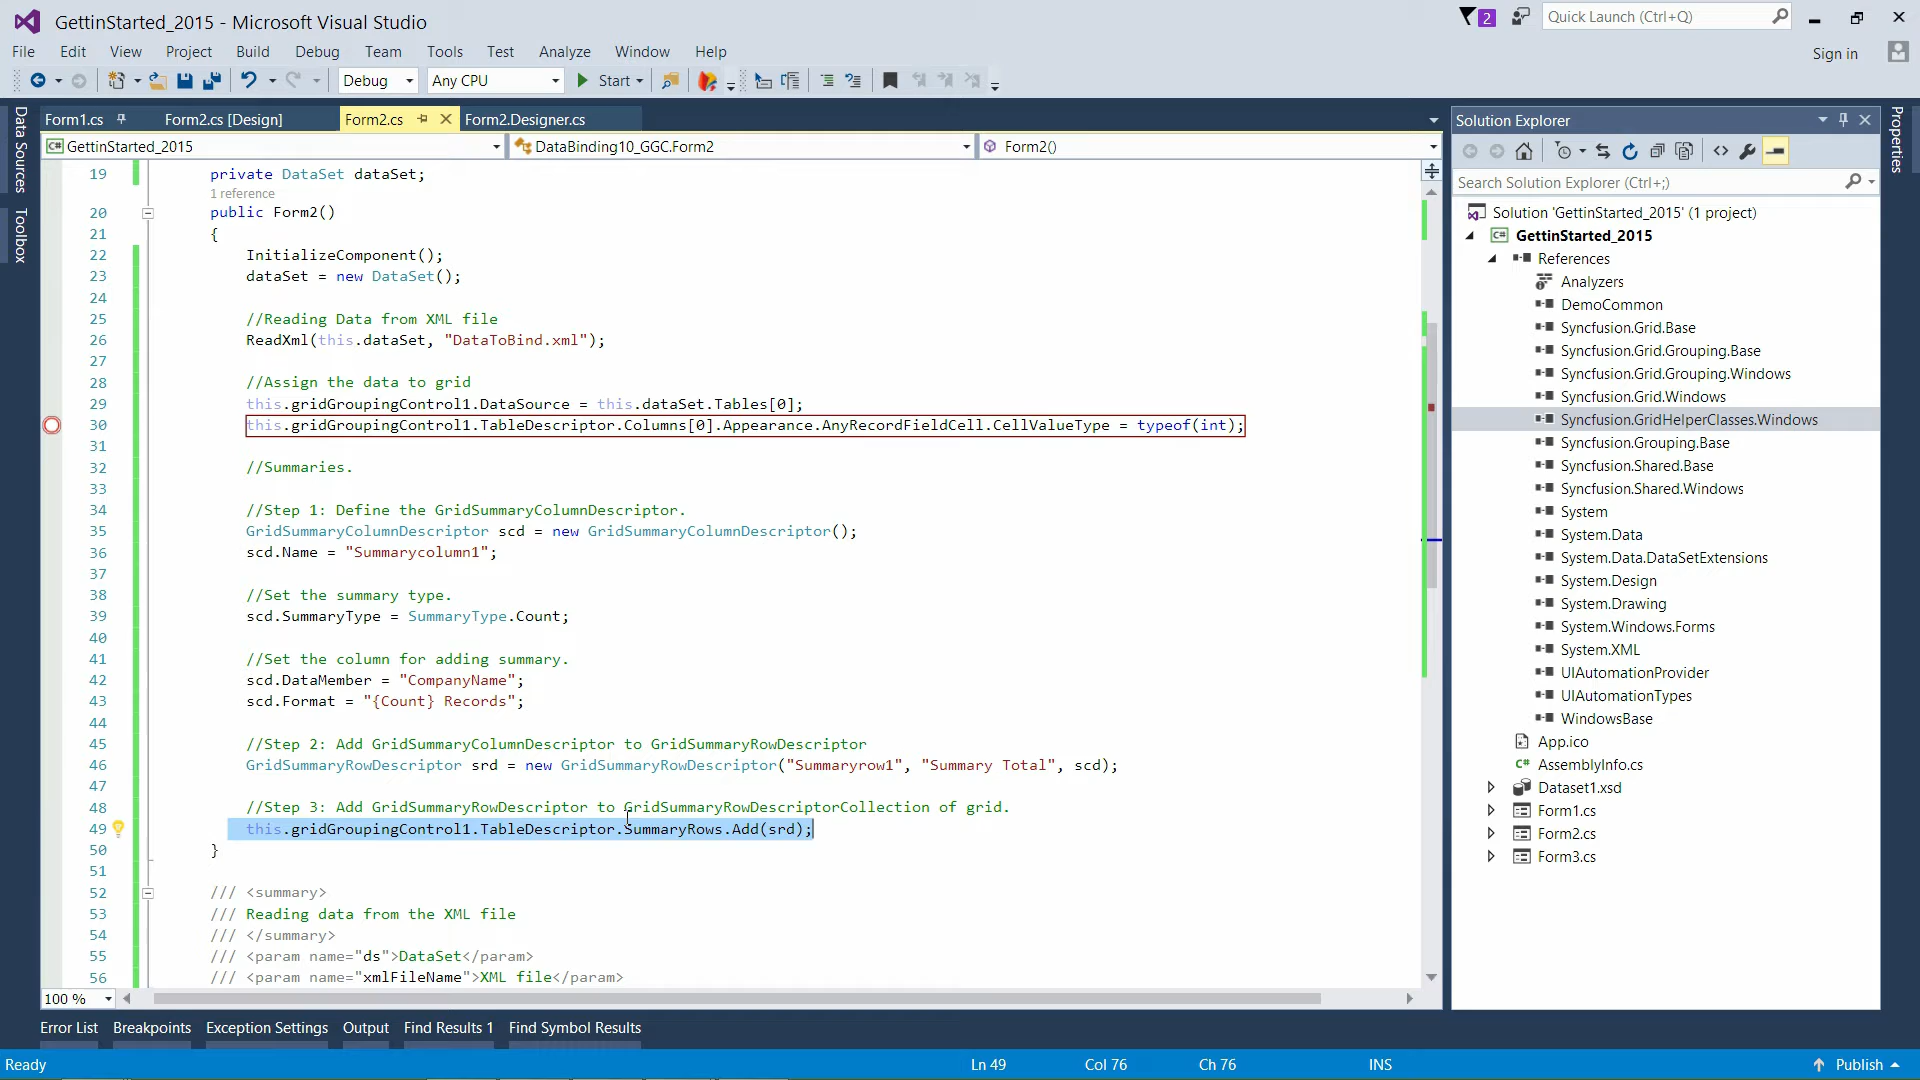 GettinStarted_2015 - Microsoft Visual Studio
2
Quick Launch (Ctrl+Q)
File Edit View Project Build Debug Team Tools Test Analyze Window Help
Sign in
Debug Any CPU Start
Data Sources
Toolbox
Form1.cs Form2.cs [Design] Form2.cs Form2.Designer.cs
GettinStarted_2015 DataBinding10_GGC.Form2 Form2()
19 private DataSet dataSet;
1 reference
20 public Form2()
21 {
22 InitializeComponent();
23 dataSet = new DataSet();
24
25 //Reading Data from XML file
26 ReadXml(this.dataSet, "DataToBind.xml");
27
28 //Assign the data to grid
29 this.gridGroupingControl1.DataSource = this.dataSet.Tables[0];
30 this.gridGroupingControl1.TableDescriptor.Columns[0].Appearance.AnyRecordFieldCell.CellValueType = typeof(int);
31
32 //Summaries.
33
34 //Step 1: Define the GridSummaryColumnDescriptor.
35 GridSummaryColumnDescriptor scd = new GridSummaryColumnDescriptor();
36 scd.Name = "Summarycolumn1";
37
38 //Set the summary type.
39 scd.SummaryType = SummaryType.Count;
40
41 //Set the column for adding summary.
42 scd.DataMember = "CompanyName";
43 scd.Format = "{Count} Records";
44
45 //Step 2: Add GridSummaryColumnDescriptor to GridSummaryRowDescriptor
46 GridSummaryRowDescriptor srd = new GridSummaryRowDescriptor("Summaryrow1", "Summary Total", scd);
47
48 //Step 3: Add GridSummaryRowDescriptor to GridSummaryRowDescriptorCollection of grid.
49 this.gridGroupingControl1.TableDescriptor.SummaryRows.Add(srd);
50 }
51
52 /// <summary>
53 /// Reading data from the XML file
54 /// </summary>
55 /// <param name="ds">DataSet</param>
56 /// <param name="xmlFileName">XML file</param>
100 %
Solution Explorer
Search Solution Explorer (Ctrl+;)
Solution 'GettinStarted_2015' (1 project)
GettinStarted_2015
References
Analyzers
DemoCommon
Syncfusion.Grid.Base
Syncfusion.Grid.Grouping.Base
Syncfusion.Grid.Grouping.Windows
Syncfusion.Grid.Windows
Syncfusion.GridHelperClasses.Windows
Syncfusion.Grouping.Base
Syncfusion.Shared.Base
Syncfusion.Shared.Windows
System
System.Data
System.Data.DataSetExtensions
System.Design
System.Drawing
System.Windows.Forms
System.XML
UIAutomationProvider
UIAutomationTypes
WindowsBase
App.ico
AssemblyInfo.cs
Dataset1.xsd
Form1.cs
Form2.cs
Form3.cs
Properties
Error List Breakpoints Exception Settings Output Find Results 1 Find Symbol Results
Ready Ln 49 Col 76 Ch 76 INS Publish